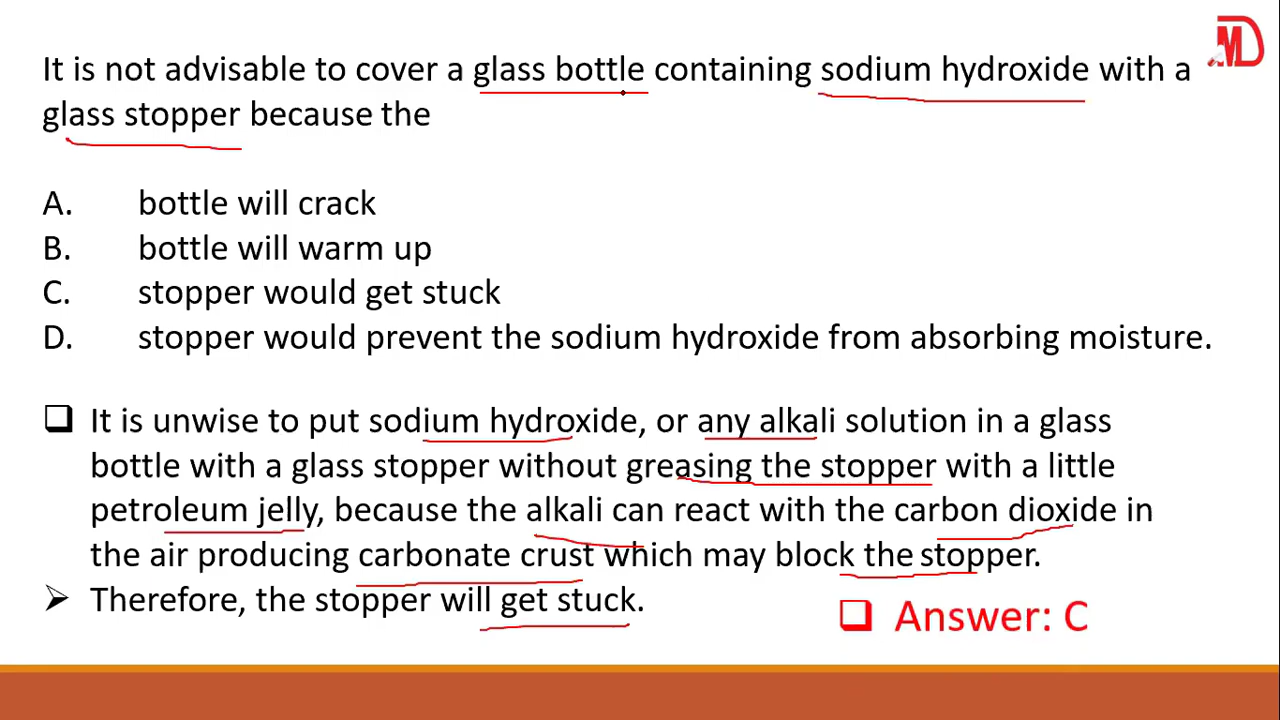 MD
It is not advisable to cover a glass bottle containing sodium hydroxide with a
glass stopper because the
A. bottle will crack
B. bottle will warm up
C. stopper would get stuck
D. stopper would prevent the sodium hydroxide from absorbing moisture.
❑ It is unwise to put sodium hydroxide, or any alkali solution in a glass
bottle with a glass stopper without greasing the stopper with a little
petroleum jelly, because the alkali can react with the carbon dioxide in
the air producing carbonate crust which may block the stopper.
➢ Therefore, the stopper will get stuck.
❑ Answer: C